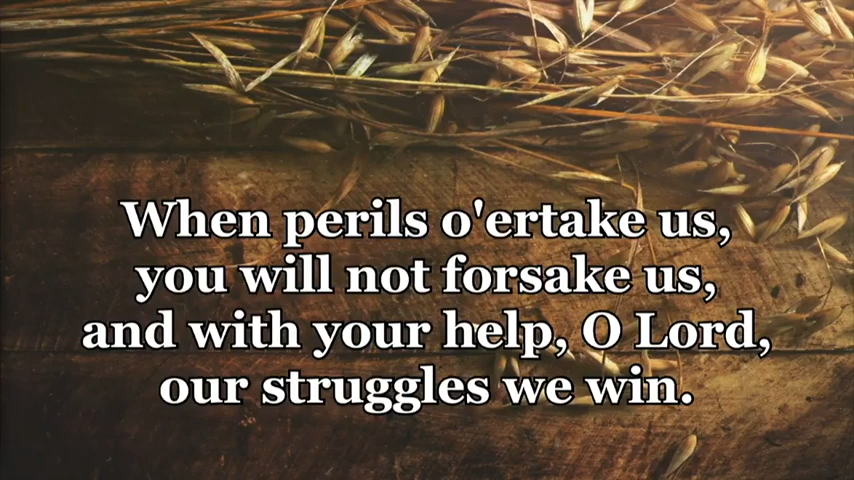 When perils o'ertake us,
you will not forsake us,
and with your help, O Lord,
our struggles we win.